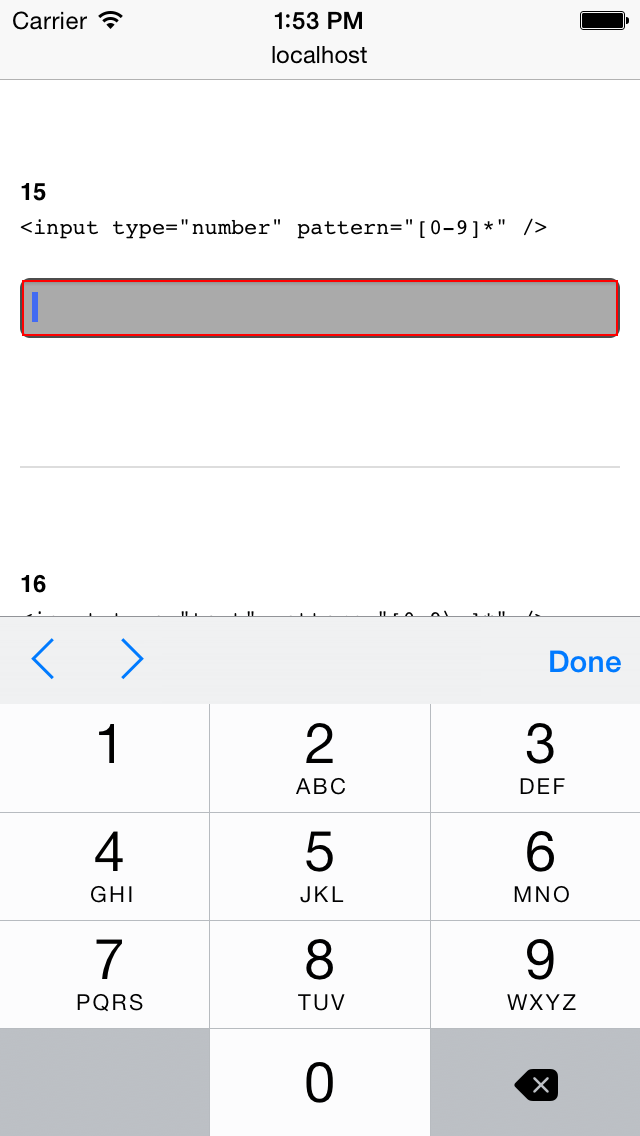 Carrier 1:53 PM
localhost
15
<input type="number" pattern="[0-9]*" />
16
Done
1
2
ABC
3
DEF
4
GHI
5
JKL
6
MNO
7
PQRS
8
TUV
9
WXYZ
0